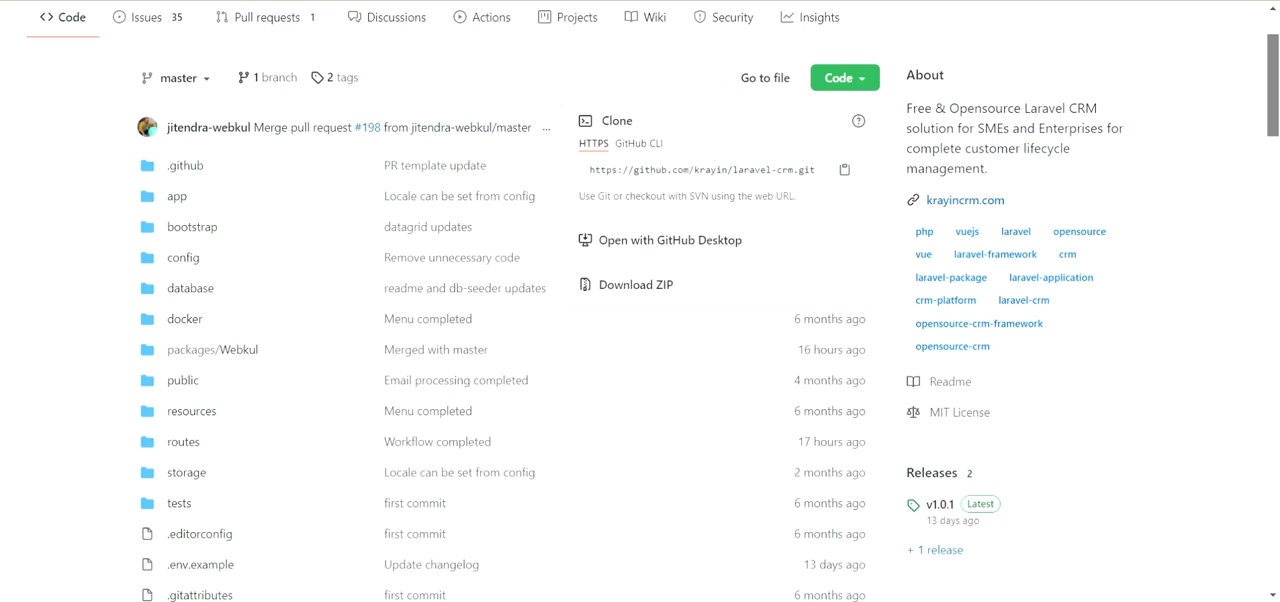 Code Issues 35 Pull requests 1 Discussions Actions Projects Wiki Security Insights
master 1 branch 2 tags Go to file Code
jitendra-webkul Merge pull request #198 from jitendra-webkul/master ...
Clone
HTTPS GitHub CLI
https://github.com/krayin/laravel-crm.git
Use Git or checkout with SVN using the web URL.
Open with GitHub Desktop
Download ZIP
.github PR template update
app Locale can be set from config
bootstrap datagrid updates
config Remove unnecessary code
database readme and db-seeder updates
docker Menu completed 6 months ago
packages/Webkul Merged with master 16 hours ago
public Email processing completed 4 months ago
resources Menu completed 6 months ago
routes Workflow completed 17 hours ago
storage Locale can be set from config 2 months ago
tests first commit 6 months ago
.editorconfig first commit 6 months ago
.env.example Update changelog 13 days ago
.gitattributes first commit 6 months ago
About
Free & Opensource Laravel CRM
solution for SMEs and Enterprises for
complete customer lifecycle
management.
krayincrm.com
php vuejs laravel opensource
vue laravel-framework crm
laravel-package laravel-application
crm-platform laravel-crm
opensource-crm-framework
opensource-crm
Readme
MIT License
Releases 2
v1.0.1 Latest
13 days ago
+ 1 release